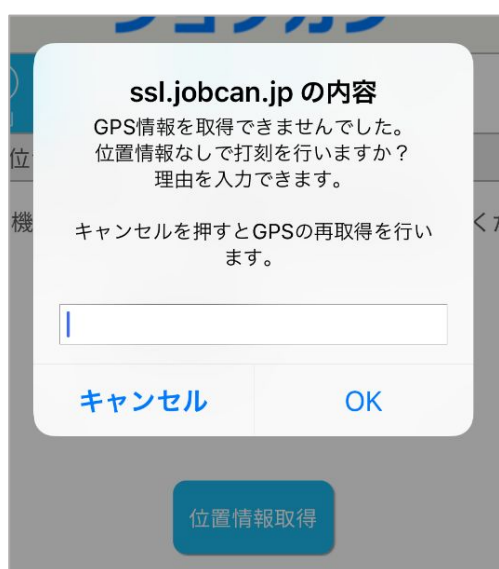 ssl.jobcan.jp の内容
GPS情報を取得できませんでした。
位置情報なしで打刻を行いますか？
理由を入力できます。
位
機
くだ
キャンセルを押すとGPSの再取得を行い
ます。
キャンセル
OK
位置情報取得